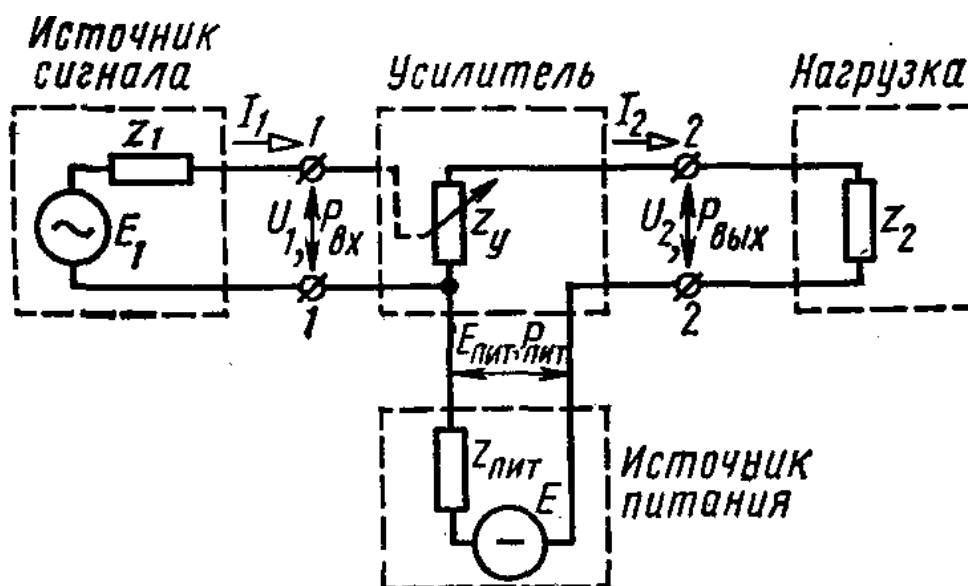 Источник
сигнала
Усилитель
Нагрузка
I1
1
I2
2
Z1
E1
U1, Pвх
Zу
U2, Pвых
Z2
1
2
Eпит, Pпит
Zпит
E
Источник
питания